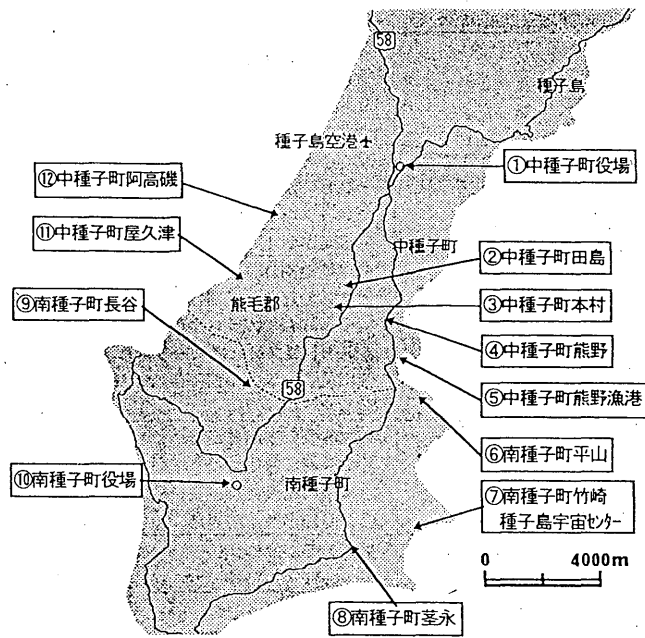 58
種子島
種子島空港
①中種子町役場
⑫中種子町阿高磯
⑪中種子町屋久津
中種子町
②中種子町田島
⑨南種子町長谷
熊毛郡
③中種子町本村
④中種子町熊野
58
⑤中種子町熊野漁港
⑥南種子町平山
⑩南種子町役場
南種子町
⑦南種子町竹崎
種子島宇宙センター
0 4000m
⑧南種子町茎永